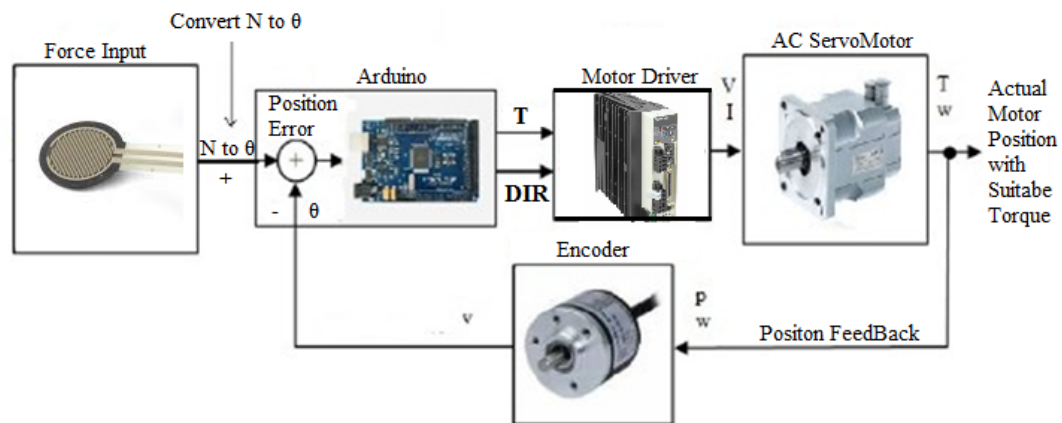 Convert N to θ
Force Input
N to θ
+
Arduino
Position
Error
+
-
θ
T
DIR
Motor Driver
V
I
AC ServoMotor
T
w
Actual
Motor
Position
with
Suitabe
Torque
Encoder
v
p
w
Positon FeedBack